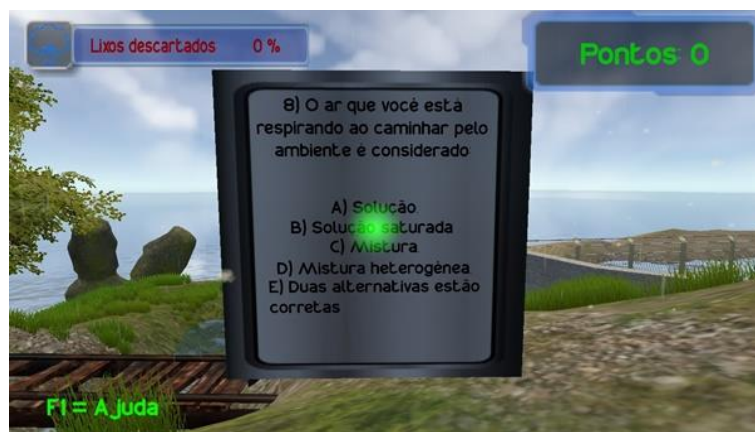 Lixos descartados 0 %
Pontos: 0
8) O ar que você está
respirando ao caminhar pelo
ambiente é considerado:
A) Solução.
B) Solução saturada
C) Mistura.
D) Mistura heterogênea.
E) Duas alternativas estão
corretas
F1 = Ajuda